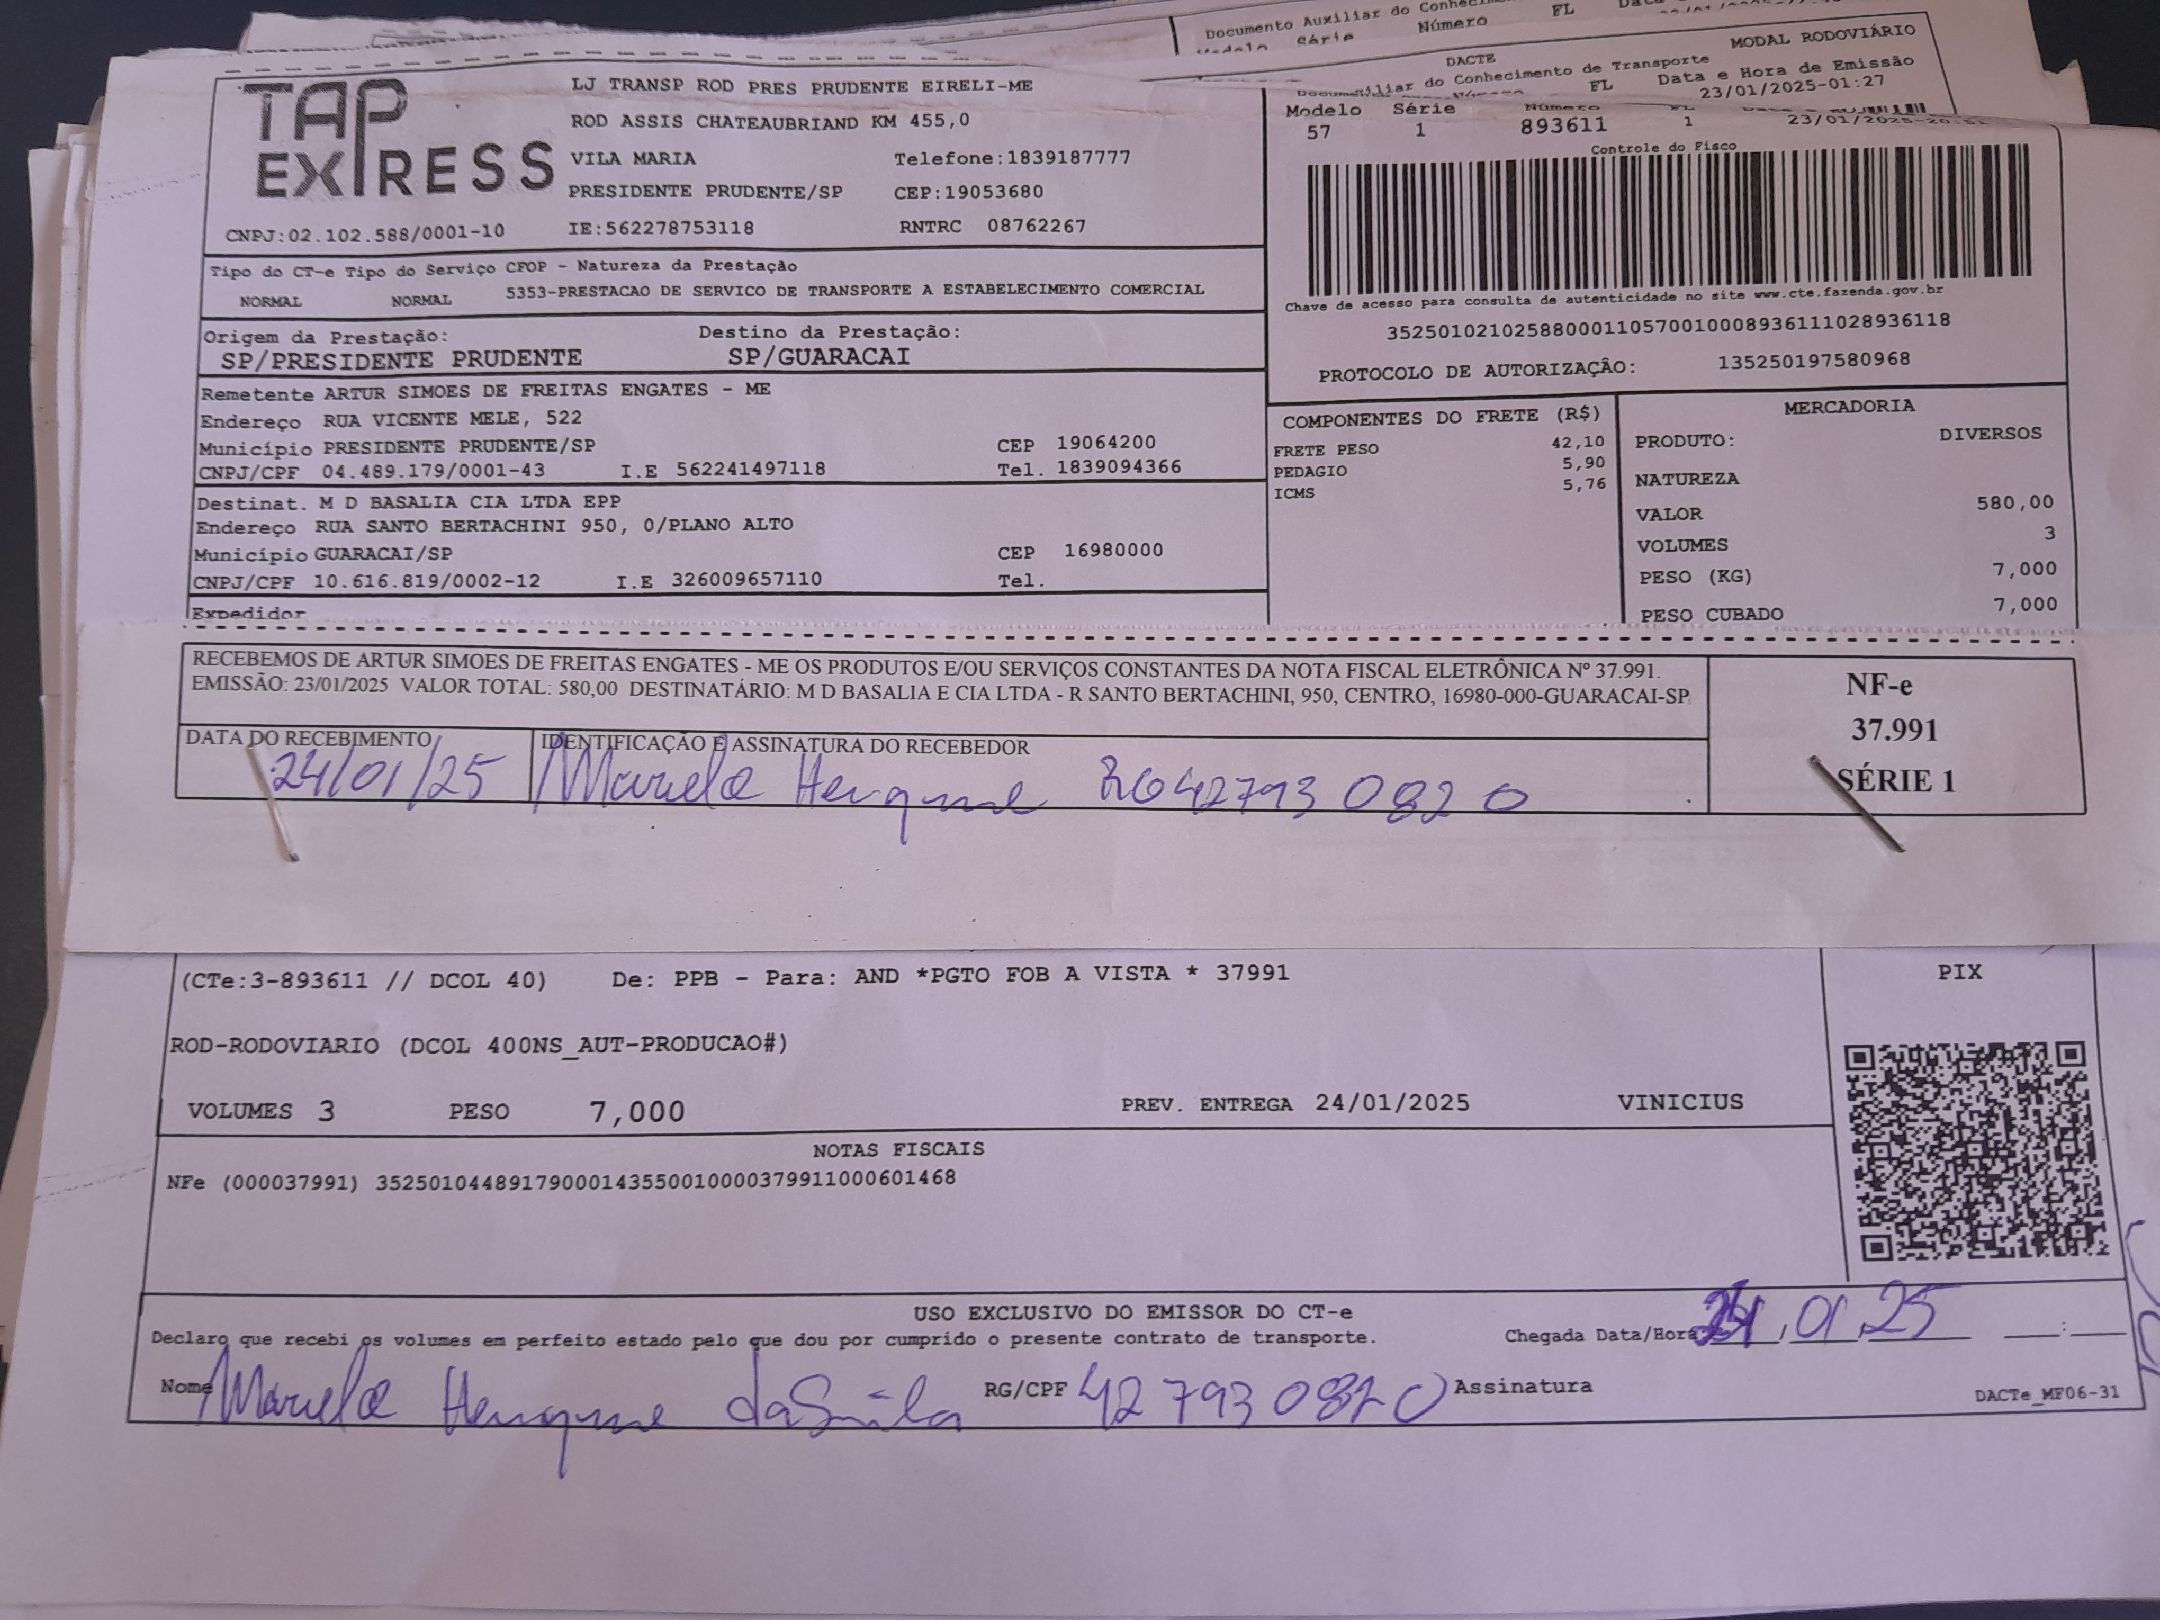 Documento Auxiliar do
Número
FL
MODAL RODOVIÁRIO
DACTE
do Conhecimento de Transporte
FL
Data e Hora de Emissão
23/01/2025-01:27
TAP EXPRESS
LJ TRANSP ROD PRES PRUDENTE EIRELI-ME
ROD ASSIS CHATEAUBRIAND KM 455,0
VILA MARIA Telefone:1839187777
PRESIDENTE PRUDENTE/SP CEP:19053680
CNPJ:02.102.588/0001-10 IE:562278753118 RNTRC 08762267
Modelo Série Número
57 1 893611 1
Controle do Fisco
Chave de acesso para consulta de autenticidade no site www.cte.fazenda.gov.br
35250102102588000110570010008936111028936118
PROTOCOLO DE AUTORIZAÇÃO: 135250197580968
Tipo do CT-e Tipo do Serviço CFOP - Natureza da Prestação
NORMAL NORMAL 5353-PRESTACAO DE SERVICO DE TRANSPORTE A ESTABELECIMENTO COMERCIAL
Origem da Prestação: Destino da Prestação:
SP/PRESIDENTE PRUDENTE SP/GUARACAI
Remetente ARTUR SIMOES DE FREITAS ENGATES - ME
Endereço RUA VICENTE MELE, 522
Município PRESIDENTE PRUDENTE/SP CEP 19064200
CNPJ/CPF 04.489.179/0001-43 I.E 562241497118 Tel. 1839094366
Destinat. M D BASALIA CIA LTDA EPP
Endereço RUA SANTO BERTACHINI 950, 0/PLANO ALTO
Município GUARACAI/SP CEP 16980000
CNPJ/CPF 10.616.819/0002-12 I.E 326009657110 Tel.
Expedidor
COMPONENTES DO FRETE (R$)
FRETE PESO 42,10
PEDAGIO 5,90
ICMS 5,76
MERCADORIA
PRODUTO: DIVERSOS
NATUREZA
VALOR 580,00
VOLUMES 3
PESO (KG) 7,000
PESO CUBADO 7,000
RECEBEMOS DE ARTUR SIMOES DE FREITAS ENGATES - ME OS PRODUTOS E/OU SERVIÇOS CONSTANTES DA NOTA FISCAL ELETRÔNICA Nº 37.991.
EMISSÃO: 23/01/2025 VALOR TOTAL: 580,00 DESTINATÁRIO: M D BASALIA E CIA LTDA - R SANTO BERTACHINI, 950, CENTRO, 16980-000-GUARACAI-SP
DATA DO RECEBIMENTO IDENTIFICAÇÃO E ASSINATURA DO RECEBEDOR
24/01/25 RG 427930820
NF-e
37.991
SÉRIE 1
(CTe:3-893611 // DCOL 40) De: PPB - Para: AND *PGTO FOB A VISTA * 37991
PIX
ROD-RODOVIARIO (DCOL 400NS_AUT-PRODUCAO#)
VOLUMES 3 PESO 7,000 PREV. ENTREGA 24/01/2025 VINICIUS
NOTAS FISCAIS
NFe (000037991) 35250104489179000143550010000379911000601468
USO EXCLUSIVO DO EMISSOR DO CT-e
Declaro que recebi os volumes em perfeito estado pelo que dou por cumprido o presente contrato de transporte.
Chegada Data/Hora 24/01/25
Nome da Silva RG/CPF 427930820 Assinatura
DACTe_MF06-31